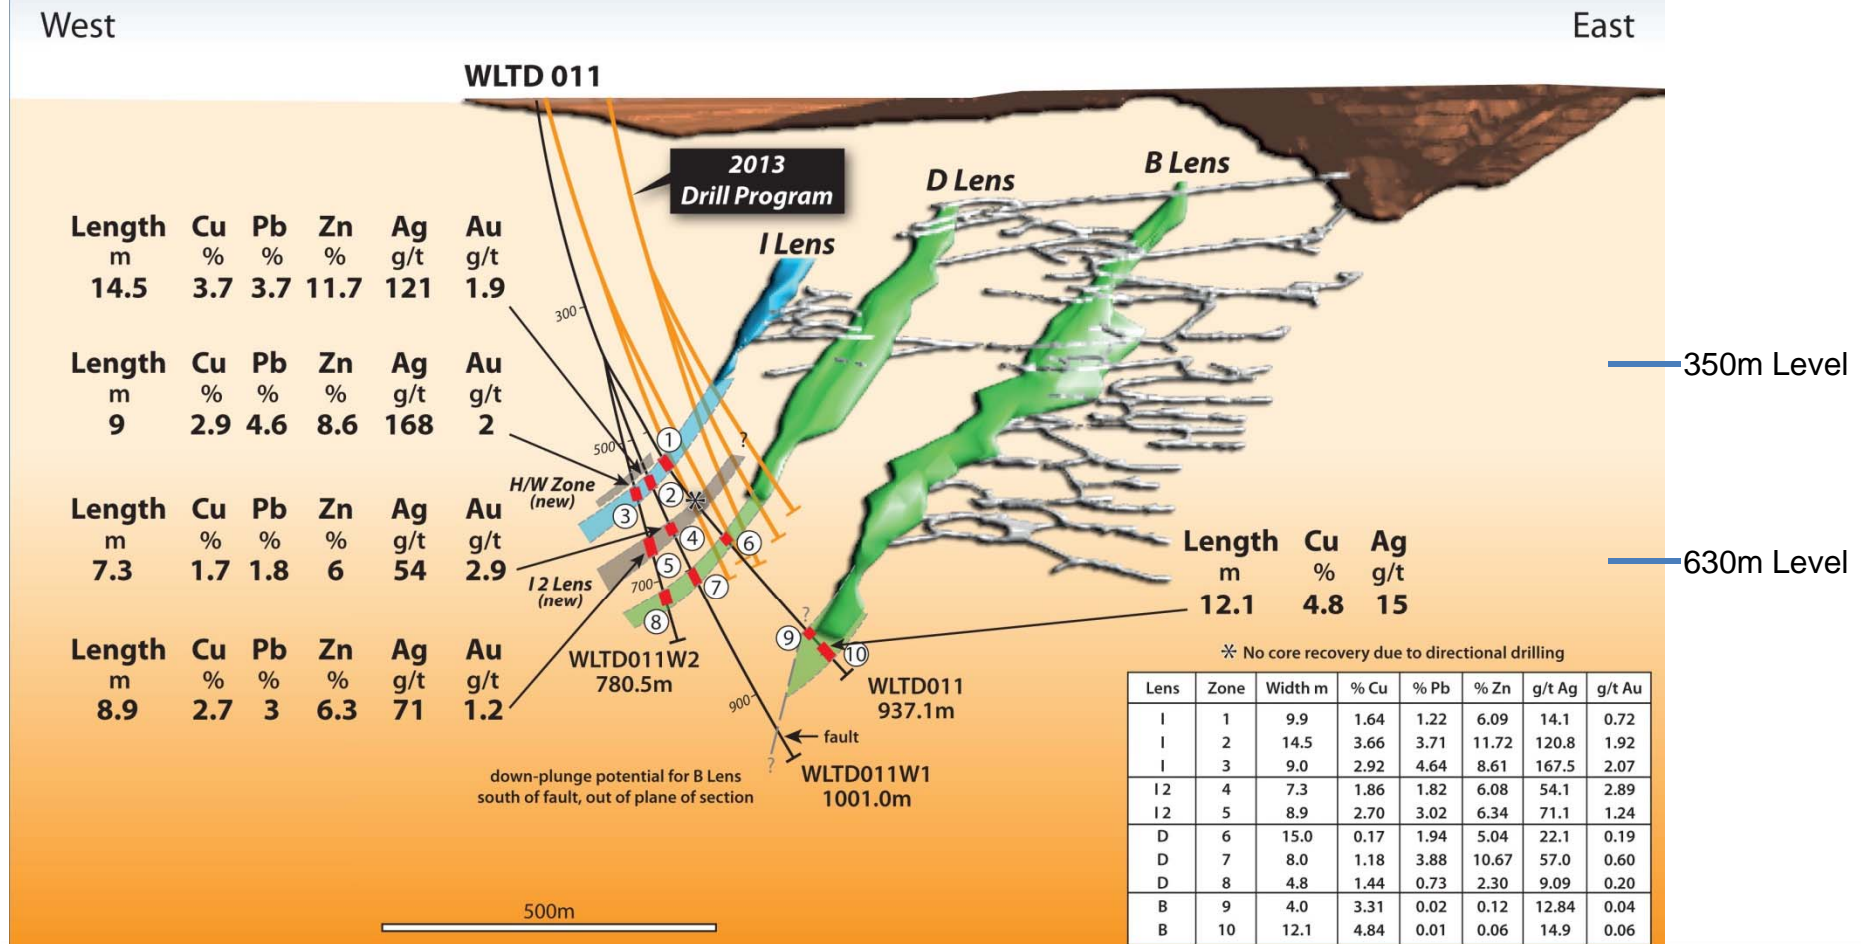 West
East
WLTD 011
2013
Drill Program
D Lens
B Lens
I Lens
Length Cu Pb Zn Ag Au
m % % % g/t g/t
14.5 3.7 3.7 11.7 121 1.9
300
350m Level
Length Cu Pb Zn Ag Au
m % % % g/t g/t
9 2.9 4.6 8.6 168 2
1
?
500
H/W Zone
(new)
2
3
Length Cu Pb Zn Ag Au
m % % % g/t g/t
7.3 1.7 1.8 6 54 2.9
4
6
5
7
I 2 Lens
(new)
700
8
?
630m Level
Length Cu Ag
m % g/t
12.1 4.8 15
9
10
Length Cu Pb Zn Ag Au
m % % % g/t g/t
8.9 2.7 3 6.3 71 1.2
WLTD011W2
780.5m
WLTD011
937.1m
900
fault
?
WLTD011W1
1001.0m
down-plunge potential for B Lens
south of fault, out of plane of section
500m
* No core recovery due to directional drilling
Lens Zone Width m % Cu % Pb % Zn g/t Ag g/t Au
I 1 9.9 1.64 1.22 6.09 14.1 0.72
I 2 14.5 3.66 3.71 11.72 120.8 1.92
I 3 9.0 2.92 4.64 8.61 167.5 2.07
I 2 4 7.3 1.86 1.82 6.08 54.1 2.89
I 2 5 8.9 2.70 3.02 6.34 71.1 1.24
D 6 15.0 0.17 1.94 5.04 22.1 0.19
D 7 8.0 1.18 3.88 10.67 57.0 0.60
D 8 4.8 1.44 0.73 2.30 9.09 0.20
B 9 4.0 3.31 0.02 0.12 12.84 0.04
B 10 12.1 4.84 0.01 0.06 14.9 0.06